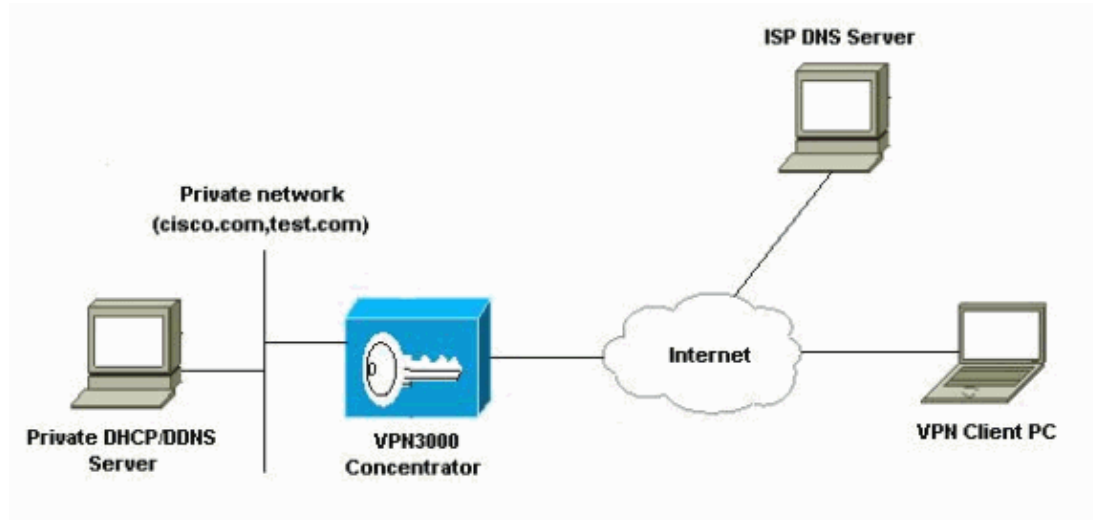 ISP DNS Server
Private network
(cisco.com,test.com)
Internet
Private DHCP/DDNS
Server
VPN3000
Concentrator
VPN Client PC